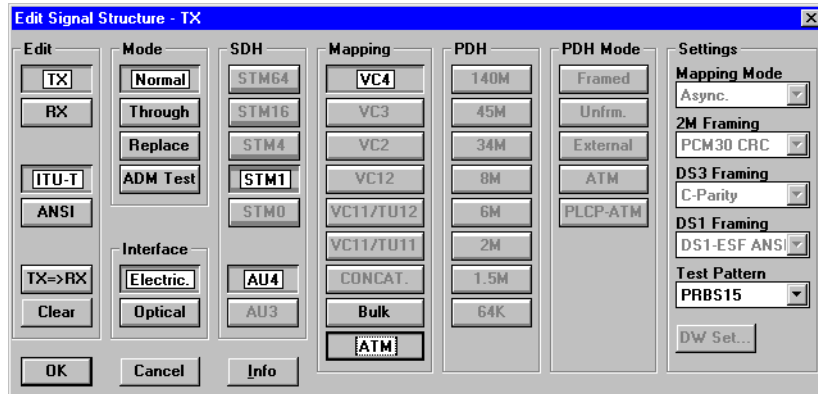 Edit Signal Structure - TX
Edit
TX
RX
ITU-T
ANSI
TX=>RX
Clear
OK
Mode
Normal
Through
Replace
ADM Test
Interface
Electric.
Optical
Cancel
SDH
STM64
STM16
STM4
STM1
STM0
AU4
AU3
Info
Mapping
VC4
VC3
VC2
VC12
VC11/TU12
VC11/TU11
CONCAT.
Bulk
ATM
PDH
140M
45M
34M
8M
6M
2M
1.5M
64K
PDH Mode
Framed
Unfrm.
External
ATM
PLCP-ATM
Settings
Mapping Mode
Async.
2M Framing
PCM30 CRC
DS3 Framing
C-Parity
DS1 Framing
DS1-ESF ANSI
Test Pattern
PRBS15
DW Set...